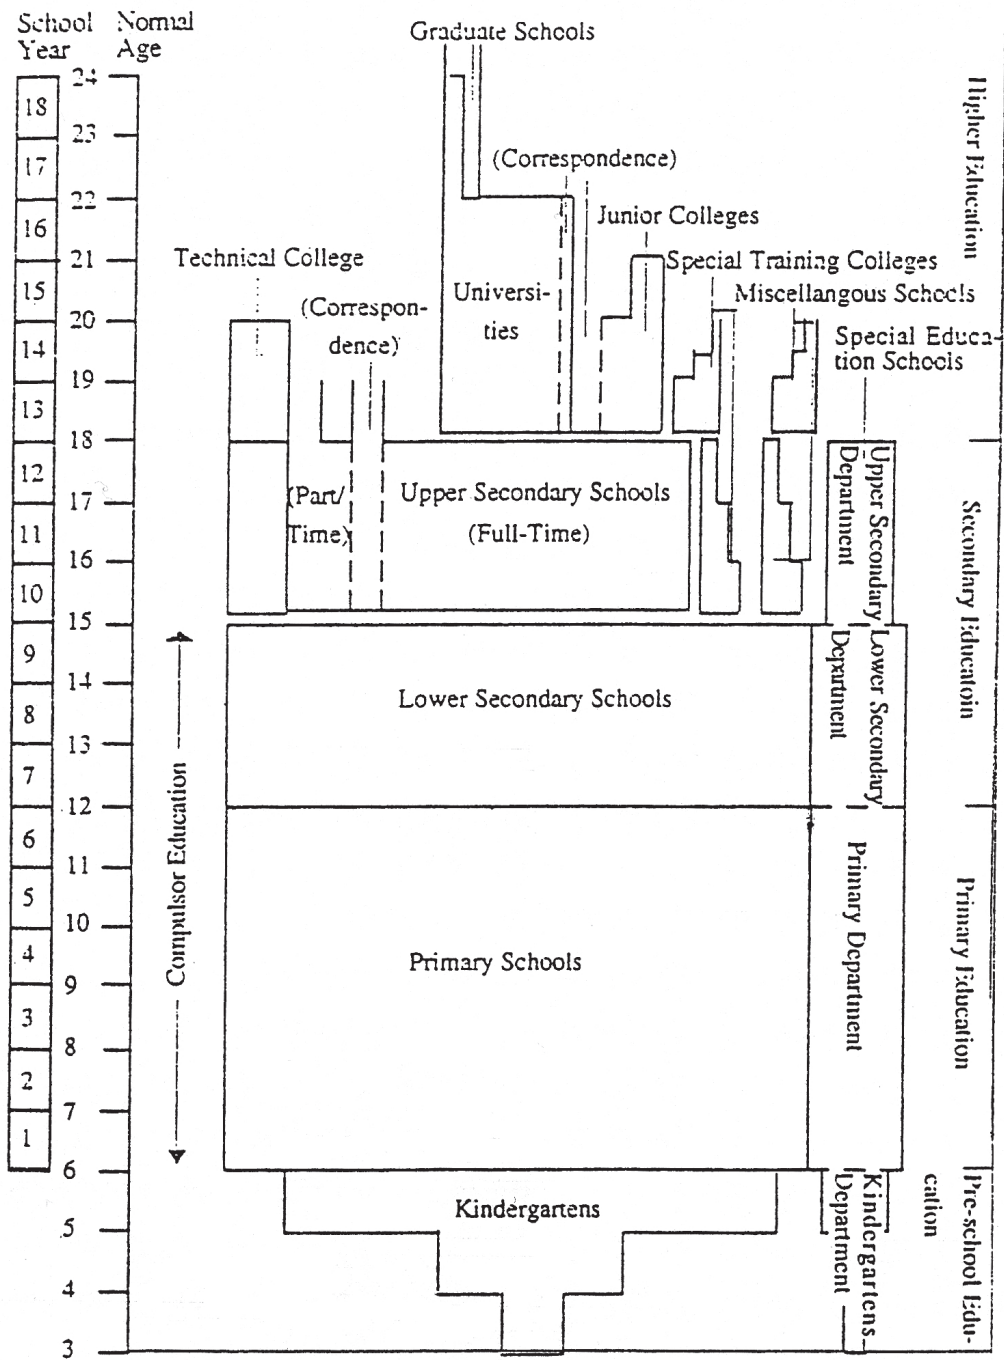 School Normal
Year Age
Graduate Schools
24
18
23
17
(Correspondence)
22
16
Junior Colleges
21
Technical College
Special Training Colleges
15
(Correspon-
dence)
Universi-
ties
Miscellangous Schools
20
14
Special Educa-
tion Schools
19
13
18
12
(Part/
Time)
Upper Secondary Schools
(Full-Time)
17
11
16
10
15
Upper Secondary
Department
9
14
Lower Secondary Schools
Lower Secondary
Department
8
13
7
12
6
11
5
10
Compulsor Education
Primary Schools
Primary Department
4
9
3
8
2
7
1
6
Kindergartens
Kindergartens
Department
5
4
3
Higher Education
Secondary Educatoin
Primary Education
Pre-school Edu-
cation